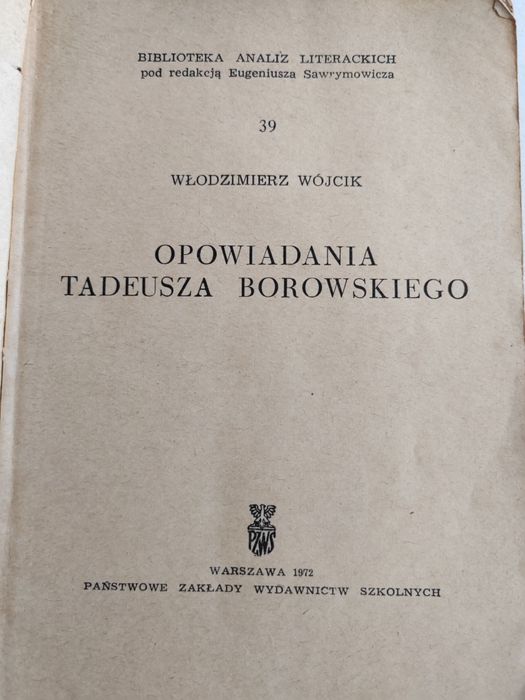 BIBLIOTEKA ANALIZ LITERACKICH
pod redakcją Eugeniusza Sawrymowicza
39
WŁODZIMIERZ WÓJCIK
OPOWIADANIA
TADEUSZA BOROWSKIEGO
PZWS
WARSZAWA 1972
PAŃSTWOWE ZAKŁADY WYDAWNICTW SZKOLNYCH